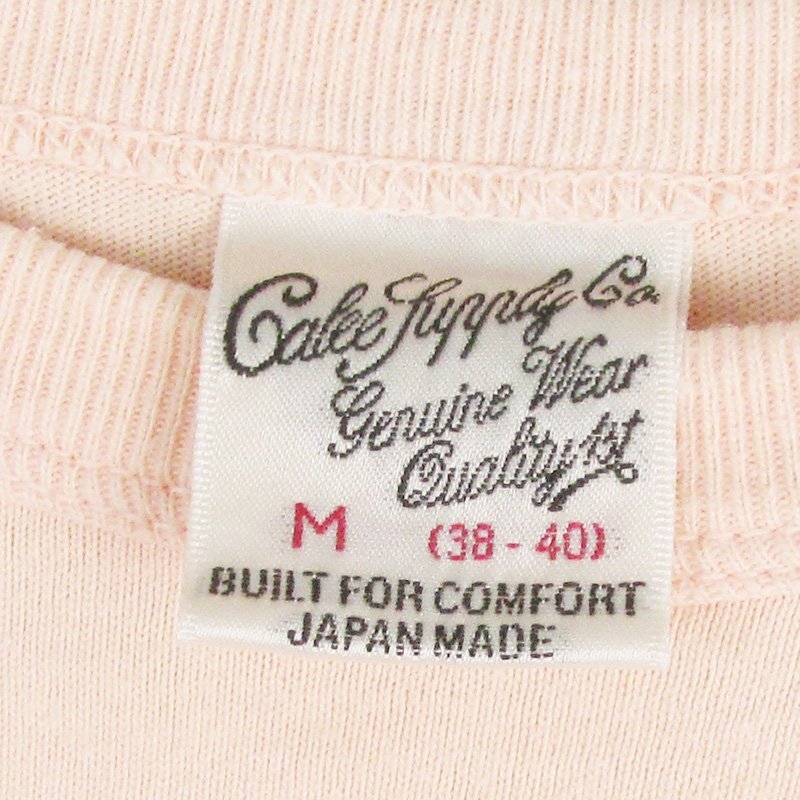 Calee Supply Co.
Genuine Wear
Quality 1st
M (38 - 40)
BUILT FOR COMFORT
JAPAN MADE